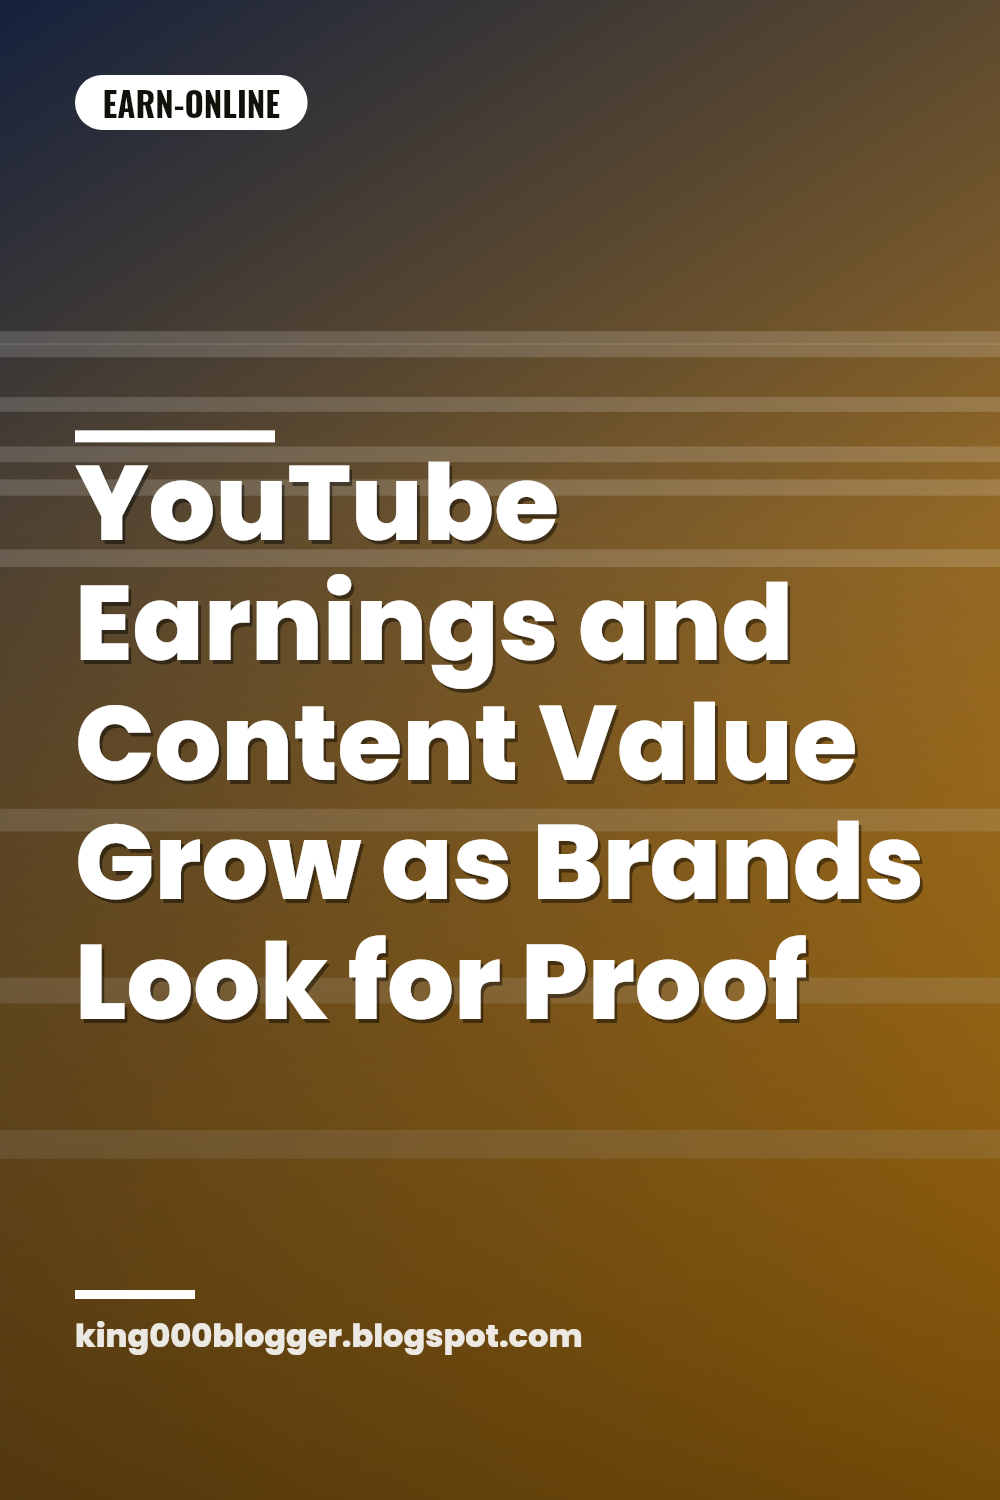 EARN-ONLINE
YouTube
Earnings and
Content Value
Grow as Brands
Look for Proof
king000blogger.blogspot.com